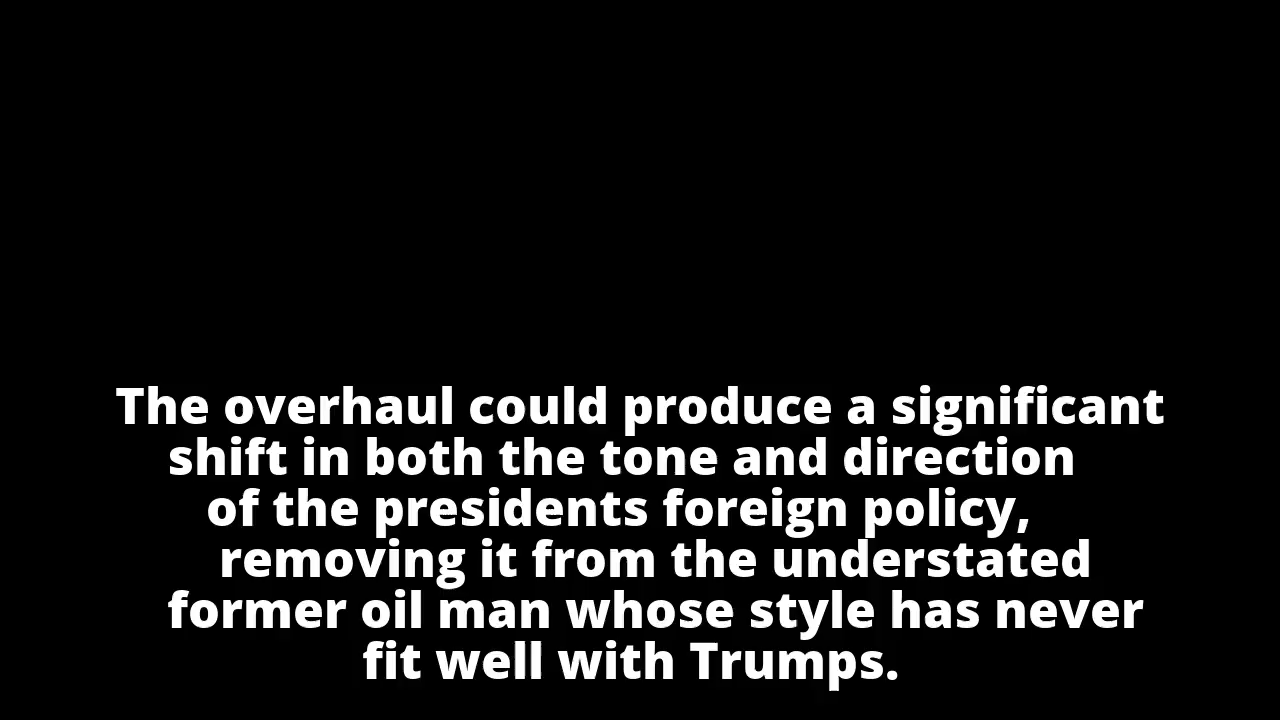 The overhaul could produce a significant
shift in both the tone and direction
of the presidents foreign policy,
removing it from the understated
former oil man whose style has never
fit well with Trumps.